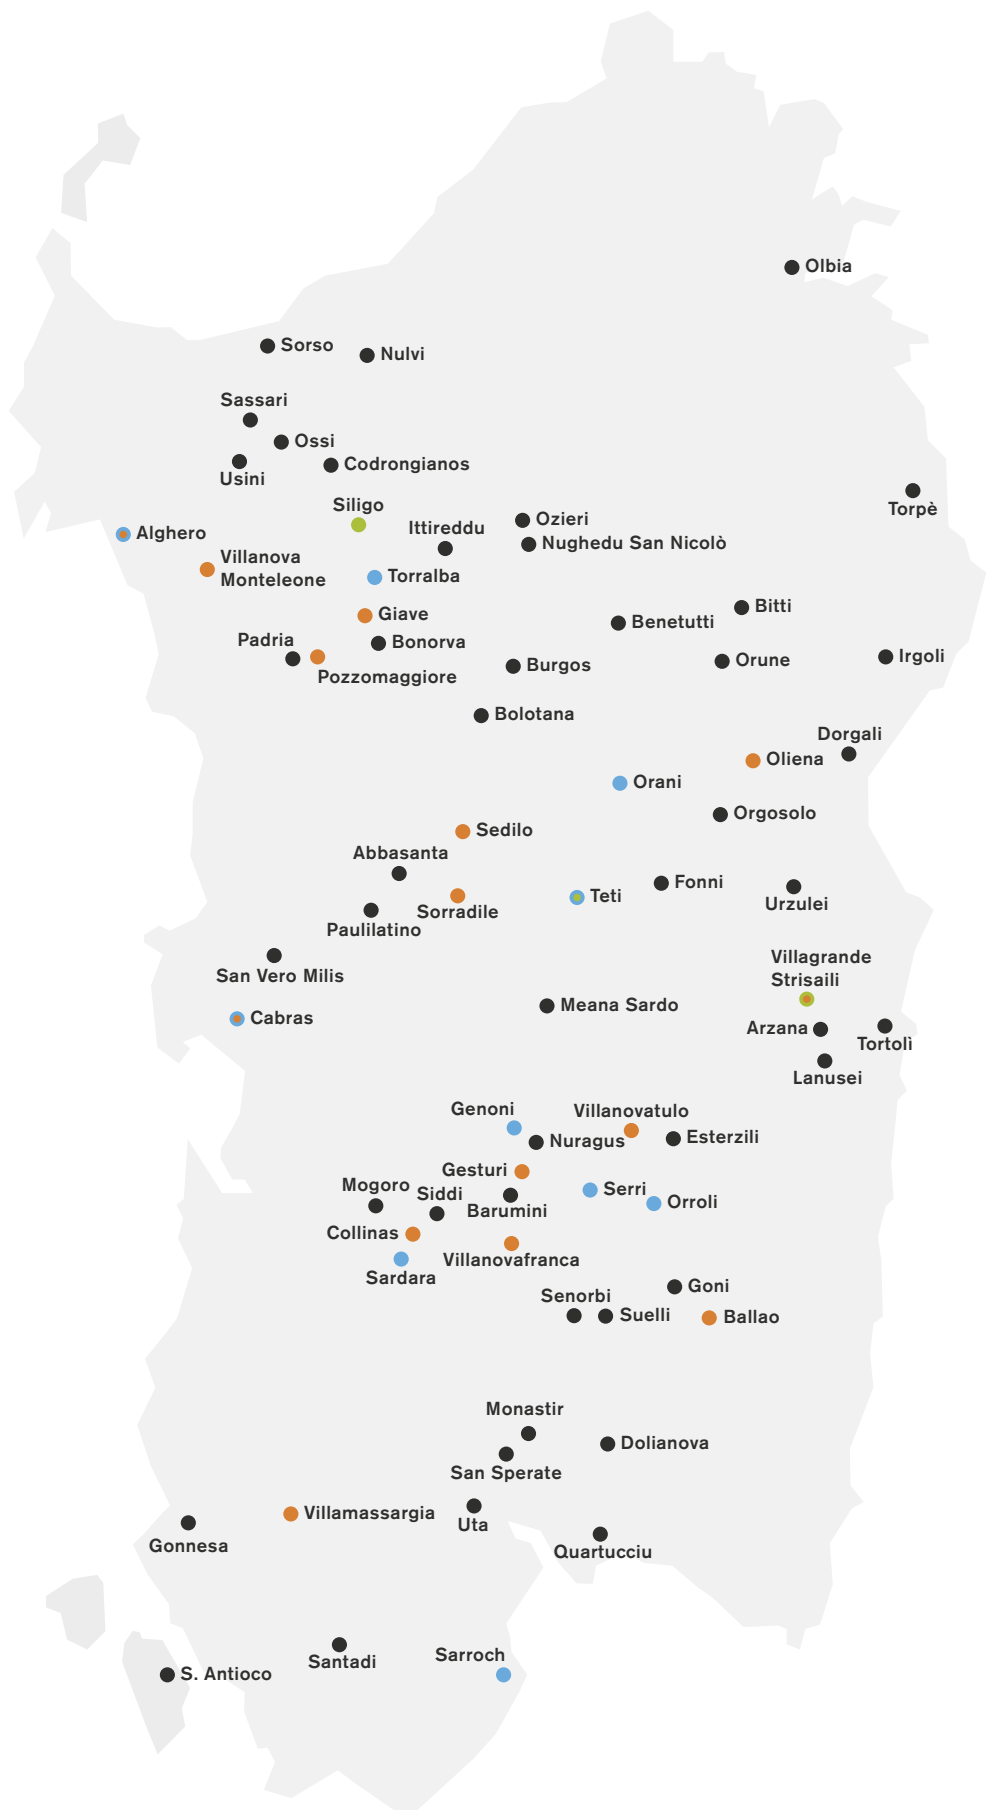 Olbia
Sorso
Nulvi
Sassari
Ossi
Codrongianos
Usini
Siligo
Torpè
Ozieri
Ittireddu
Alghero
Nughedu San Nicolò
Villanova
Monteleone
Torralba
Bitti
Giave
Benetutti
Padria
Bonorva
Irgoli
Orune
Burgos
Pozzomaggiore
Bolotana
Dorgali
Oliena
Orani
Orgosolo
Sedilo
Abbasanta
Fonni
Teti
Urzulei
Sorradile
Paulilatino
Villagrande
Strisaili
San Vero Milis
Meana Sardo
Cabras
Arzana
Tortolì
Lanusei
Genoni
Villanovatulo
Esterzili
Nuragus
Gesturi
Mogoro
Siddi
Serri
Orroli
Barumini
Collinas
Villanovafranca
Sardara
Goni
Senorbi
Suelli
Ballao
Monastir
Dolianova
San Sperate
Villamassargia
Uta
Gonnesa
Quartucciu
Sarroch
Santadi
S. Antioco